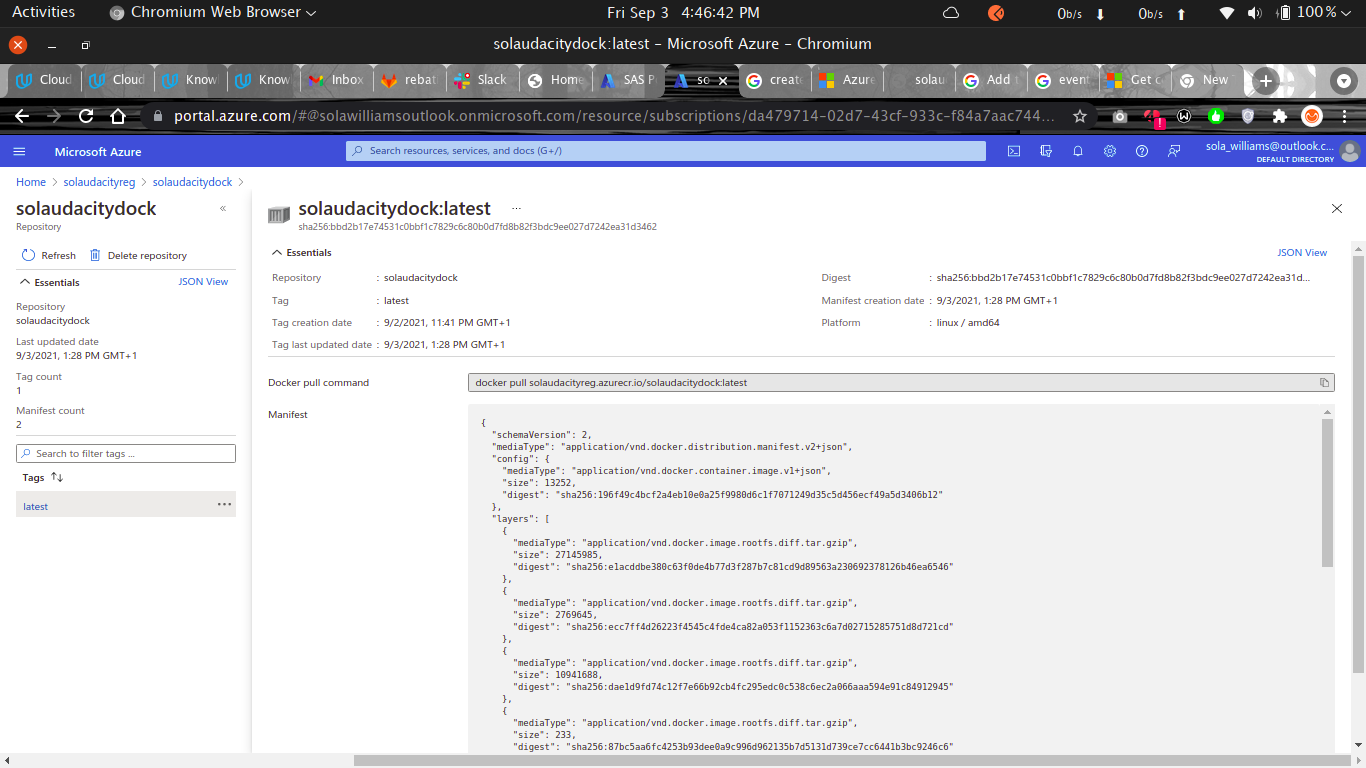 Activities Chromium Web Browser Fri Sep 3 4:46:42 PM 0b/s 0b/s 100%
solaudacitydock:latest – Microsoft Azure – Chromium
Cloud Cloud Know Know Inbox rebat Slack Home SAS P so create Azure solau Add event Get c New
portal.azure.com/#@solawilliamsoutlook.onmicrosoft.com/resource/subscriptions/da479714-02d7-43cf-933c-f84a7aac744...
Microsoft Azure
Search resources, services, and docs (G+/)
sola_williams@outlook.c...
DEFAULT DIRECTORY
Home > solaudacityreg > solaudacitydock >
solaudacitydock «
Repository
Refresh Delete repository
Essentials JSON View
Repository
solaudacitydock
Last updated date
9/3/2021, 1:28 PM GMT+1
Tag count
1
Manifest count
2
Search to filter tags ...
Tags ↑↓
latest ...
solaudacitydock:latest ...
sha256:bbd2b17e74531c0bbf1c7829c6c80b0d7fd8b82f3bdc9ee027d7242ea31d3462
Essentials JSON View
Repository : solaudacitydock
Tag : latest
Tag creation date : 9/2/2021, 11:41 PM GMT+1
Tag last updated date : 9/3/2021, 1:28 PM GMT+1
Digest : sha256:bbd2b17e74531c0bbf1c7829c6c80b0d7fd8b82f3bdc9ee027d7242ea31d...
Manifest creation date : 9/3/2021, 1:28 PM GMT+1
Platform : linux / amd64
Docker pull command docker pull solaudacityreg.azurecr.io/solaudacitydock:latest
Manifest
{
"schemaVersion": 2,
"mediaType": "application/vnd.docker.distribution.manifest.v2+json",
"config": {
"mediaType": "application/vnd.docker.container.image.v1+json",
"size": 13252,
"digest": "sha256:196f49c4bcf2a4eb10e0a25f9980d6c1f7071249d35c5d456ecf49a5d3406b12"
},
"layers": [
{
"mediaType": "application/vnd.docker.image.rootfs.diff.tar.gzip",
"size": 27145985,
"digest": "sha256:e1acddbe380c63f0de4b77d3f287b7c81cd9d89563a230692378126b46ea6546"
},
{
"mediaType": "application/vnd.docker.image.rootfs.diff.tar.gzip",
"size": 2769645,
"digest": "sha256:ecc7ff4d26223f4545c4fde4ca82a053f1152363c6a7d02715285751d8d721cd"
},
{
"mediaType": "application/vnd.docker.image.rootfs.diff.tar.gzip",
"size": 10941688,
"digest": "sha256:dae1d9fd74c12f7e66b92cb4fc295edc0c538c6ec2a066aaa594e91c84912945"
},
{
"mediaType": "application/vnd.docker.image.rootfs.diff.tar.gzip",
"size": 233,
"digest": "sha256:87bc5aa6fc4253b93dee0a9c996d962135b7d5131d739ce7cc6441b3bc9246c6"